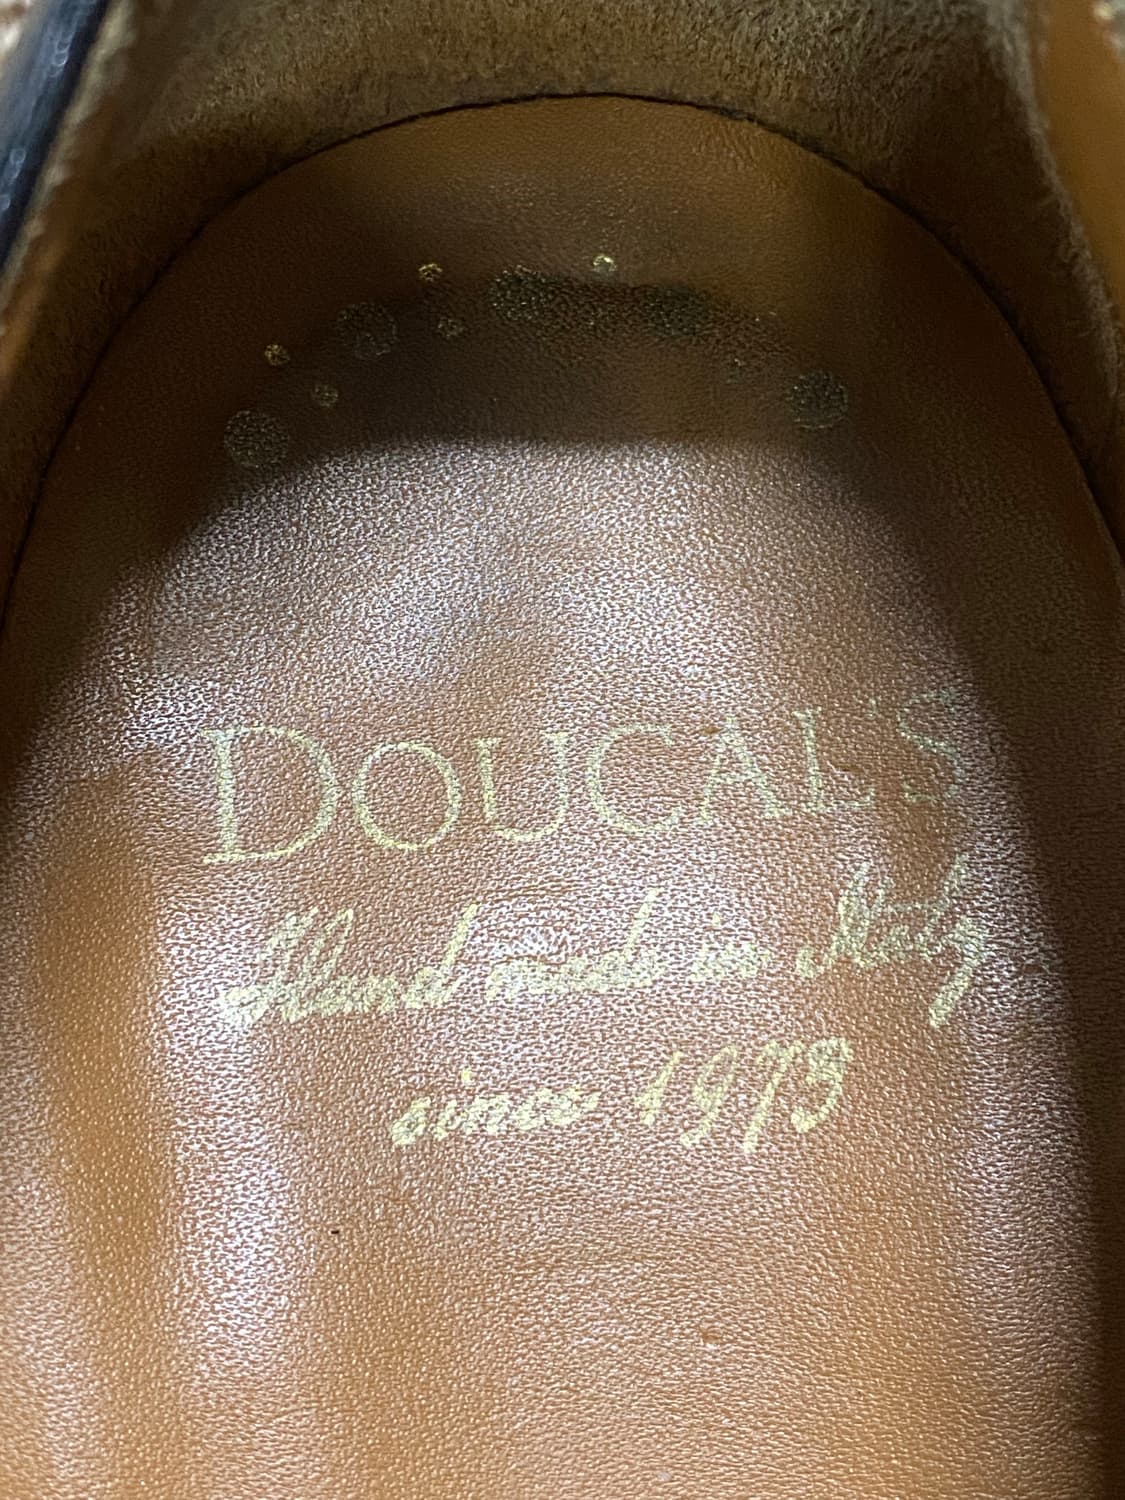 DOUCAL'S
Hand made in Italy
since 1973